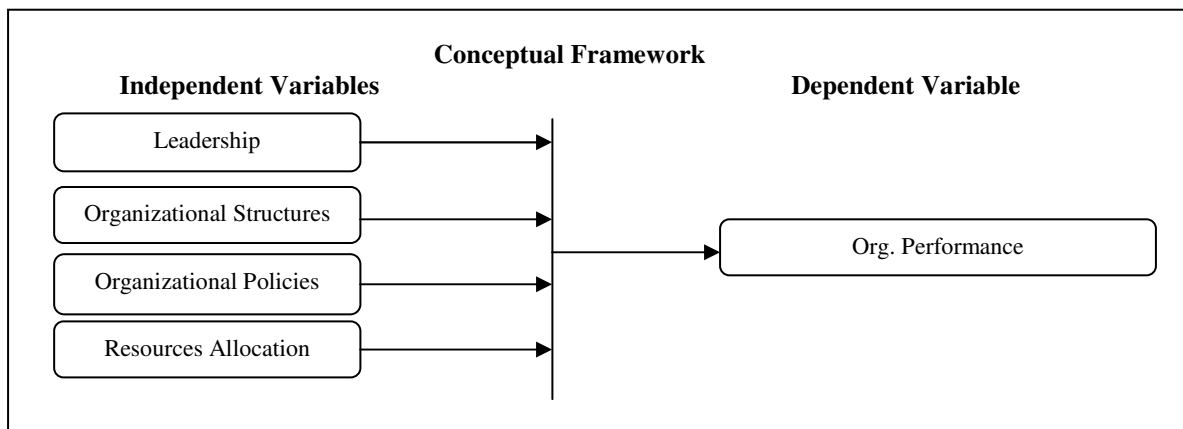 Conceptual Framework
Independent Variables
Dependent Variable
Leadership
Organizational Structures
Organizational Policies
Resources Allocation
Org. Performance